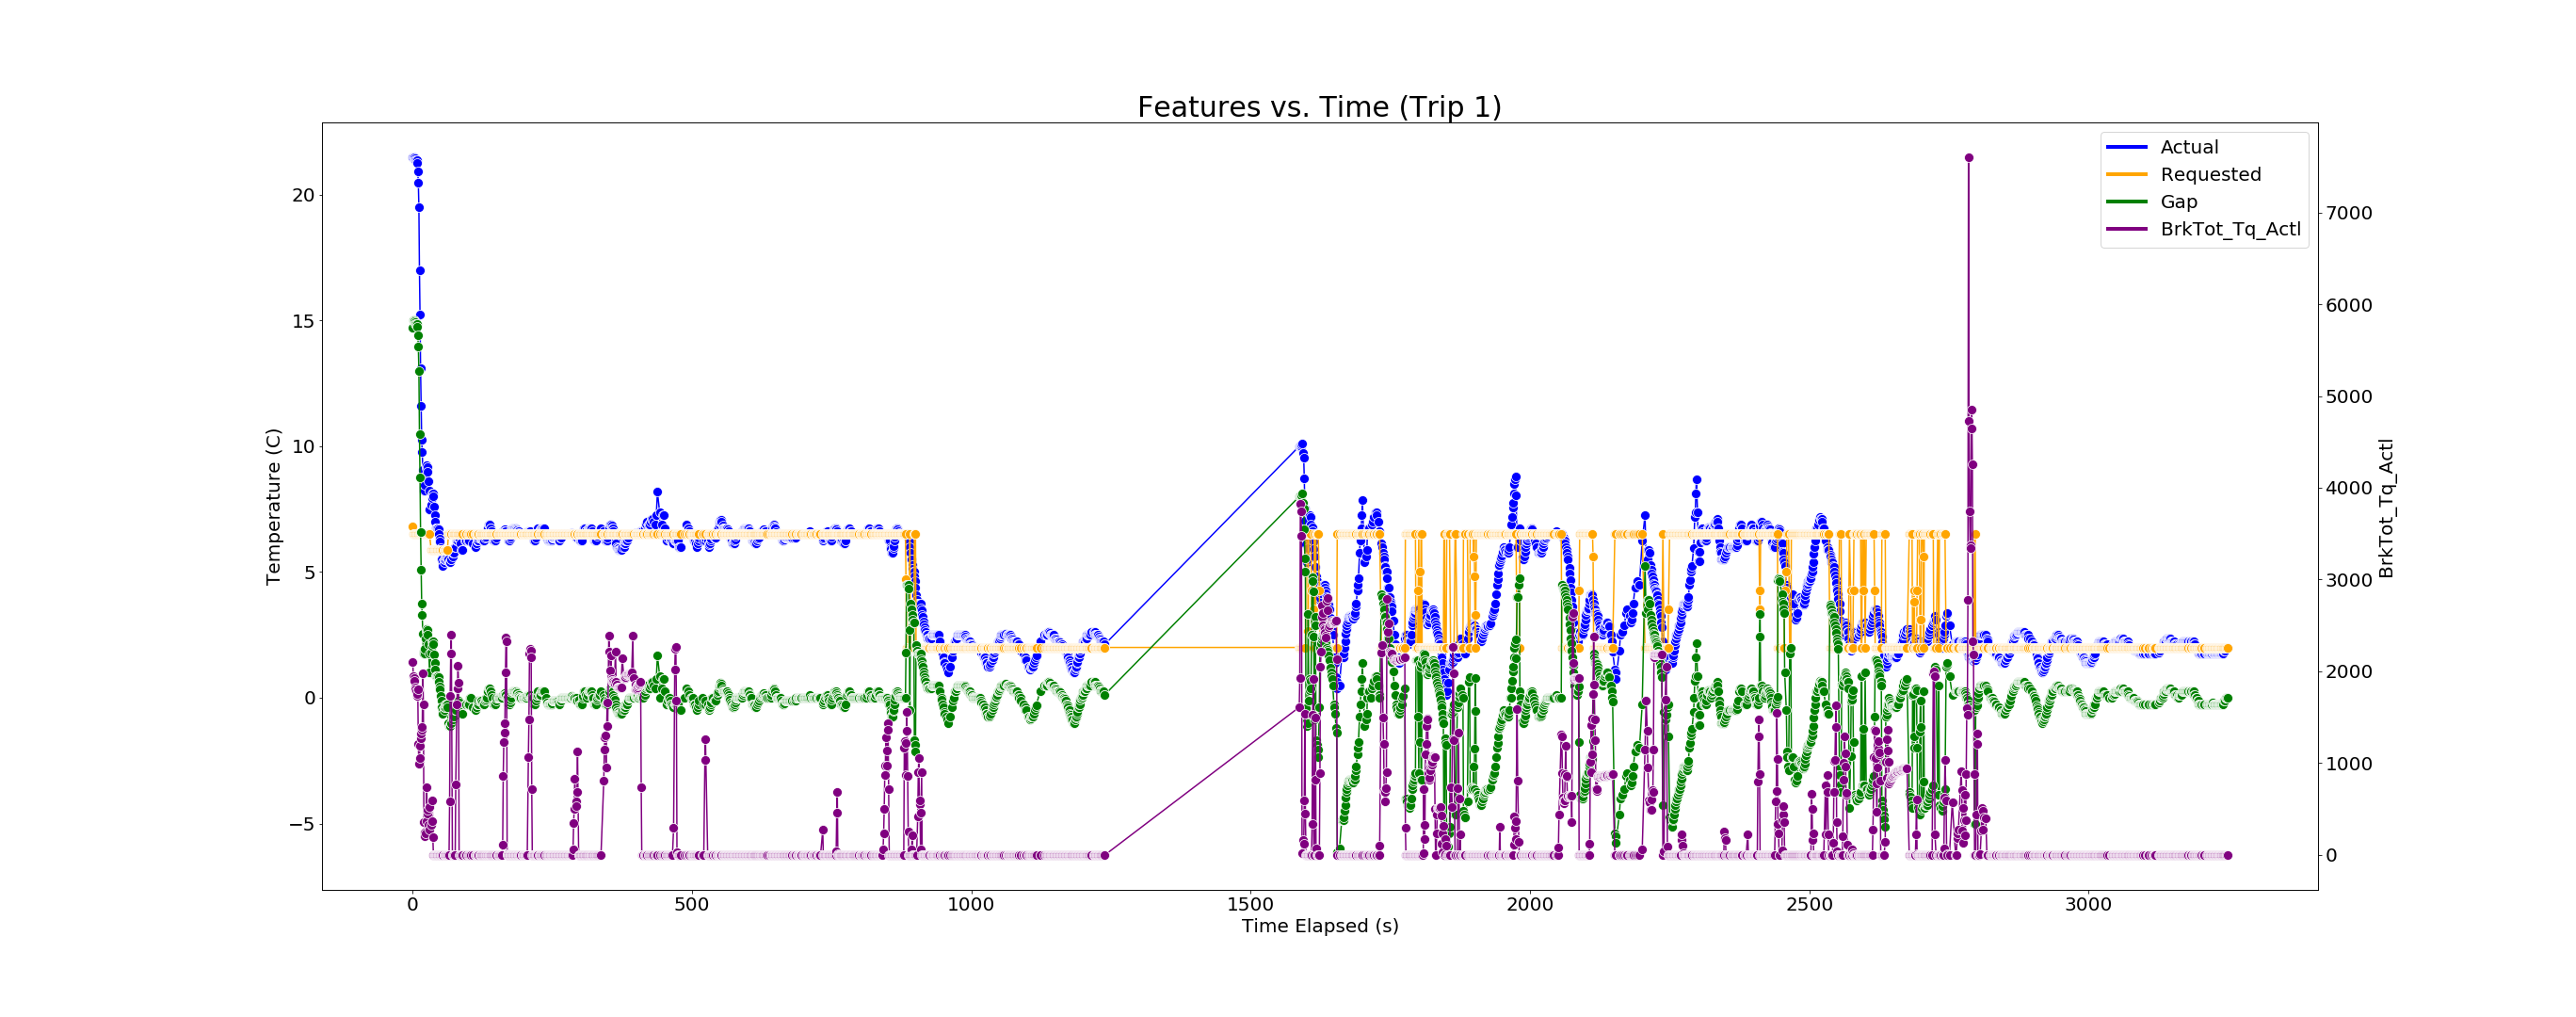 Features vs. Time (Trip 1)
Actual
Requested
Gap
BrkTot_Tq_Actl
20
15
10
5
0
−5
Temperature (C)
7000
6000
5000
4000
3000
2000
1000
0
BrkTot_Tq_Actl
0 500 1000 1500 2000 2500 3000
Time Elapsed (s)